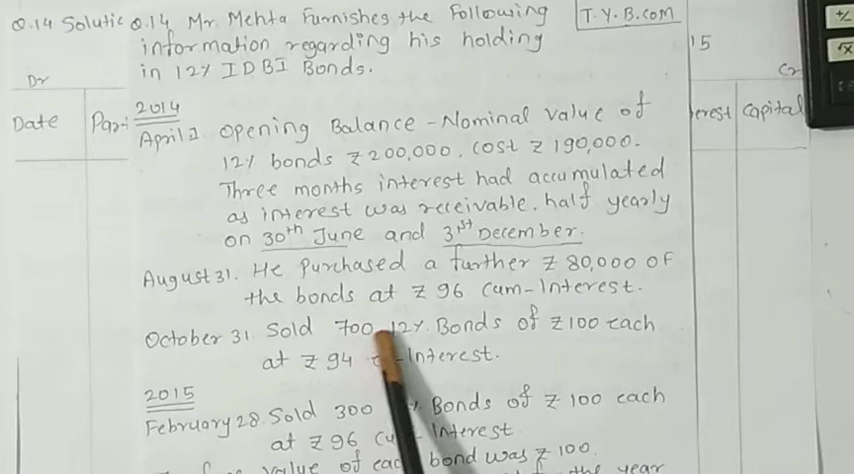 Q.14 Solutic
Q.14 Mr. Mehta Furnishes the Following
T.Y.B.COM
information regarding his holding
15
in 12% IDBI Bonds.
Dr
Cr
Date
erest
Capital
2014
April 1 Opening Balance - Nominal value of
12% bonds ₹200,000. cost ₹190,000.
Three months interest had accumulated
as interest was receivable. half yearly
on 30th June and 31st December.
August 31. He purchased a further ₹80,000 of
the bonds at ₹96 cum-Interest.
October 31. Sold 700 12% Bonds of ₹100 each
at ₹94 Interest.
2015
February 28. Sold 300 Bonds of ₹100 each
at ₹96 Interest.
value of each bond was ₹100.
the year